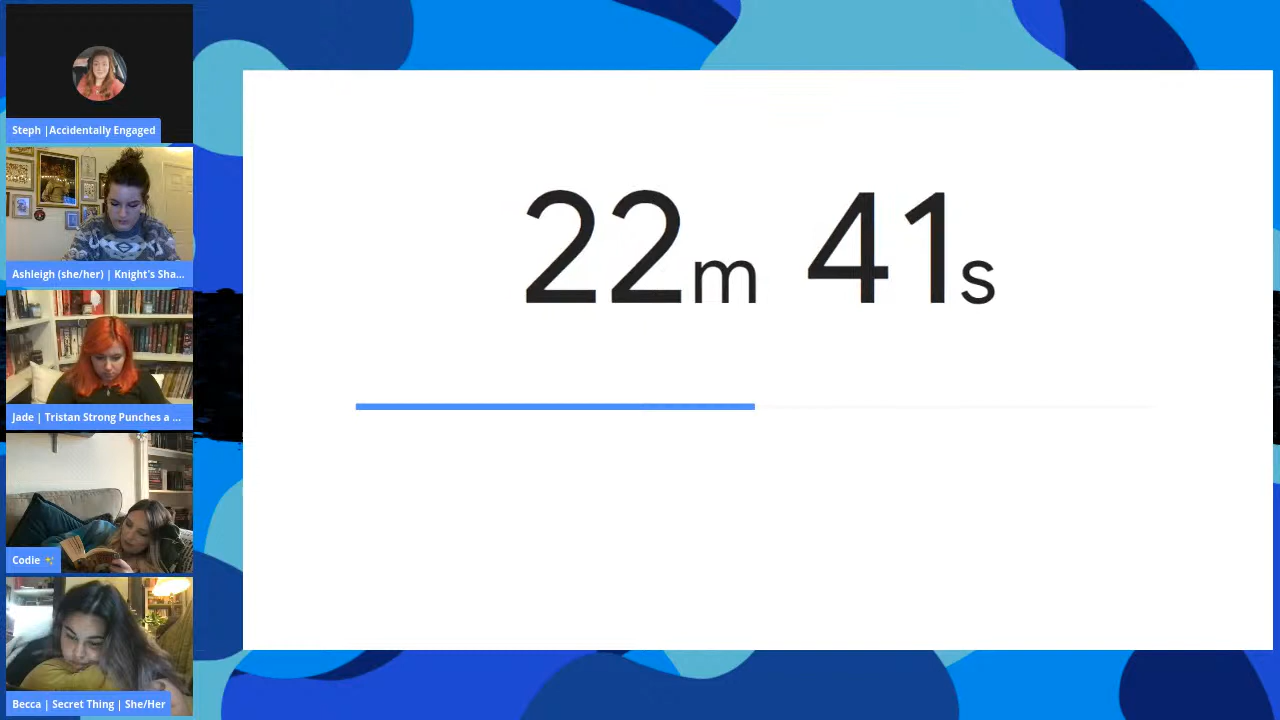 Steph |Accidentally Engaged
22m 41s
Ashleigh (she/her) | Knight's Sha...
Jade | Tristan Strong Punches a ...
Codie ✨
Becca | Secret Thing | She/Her